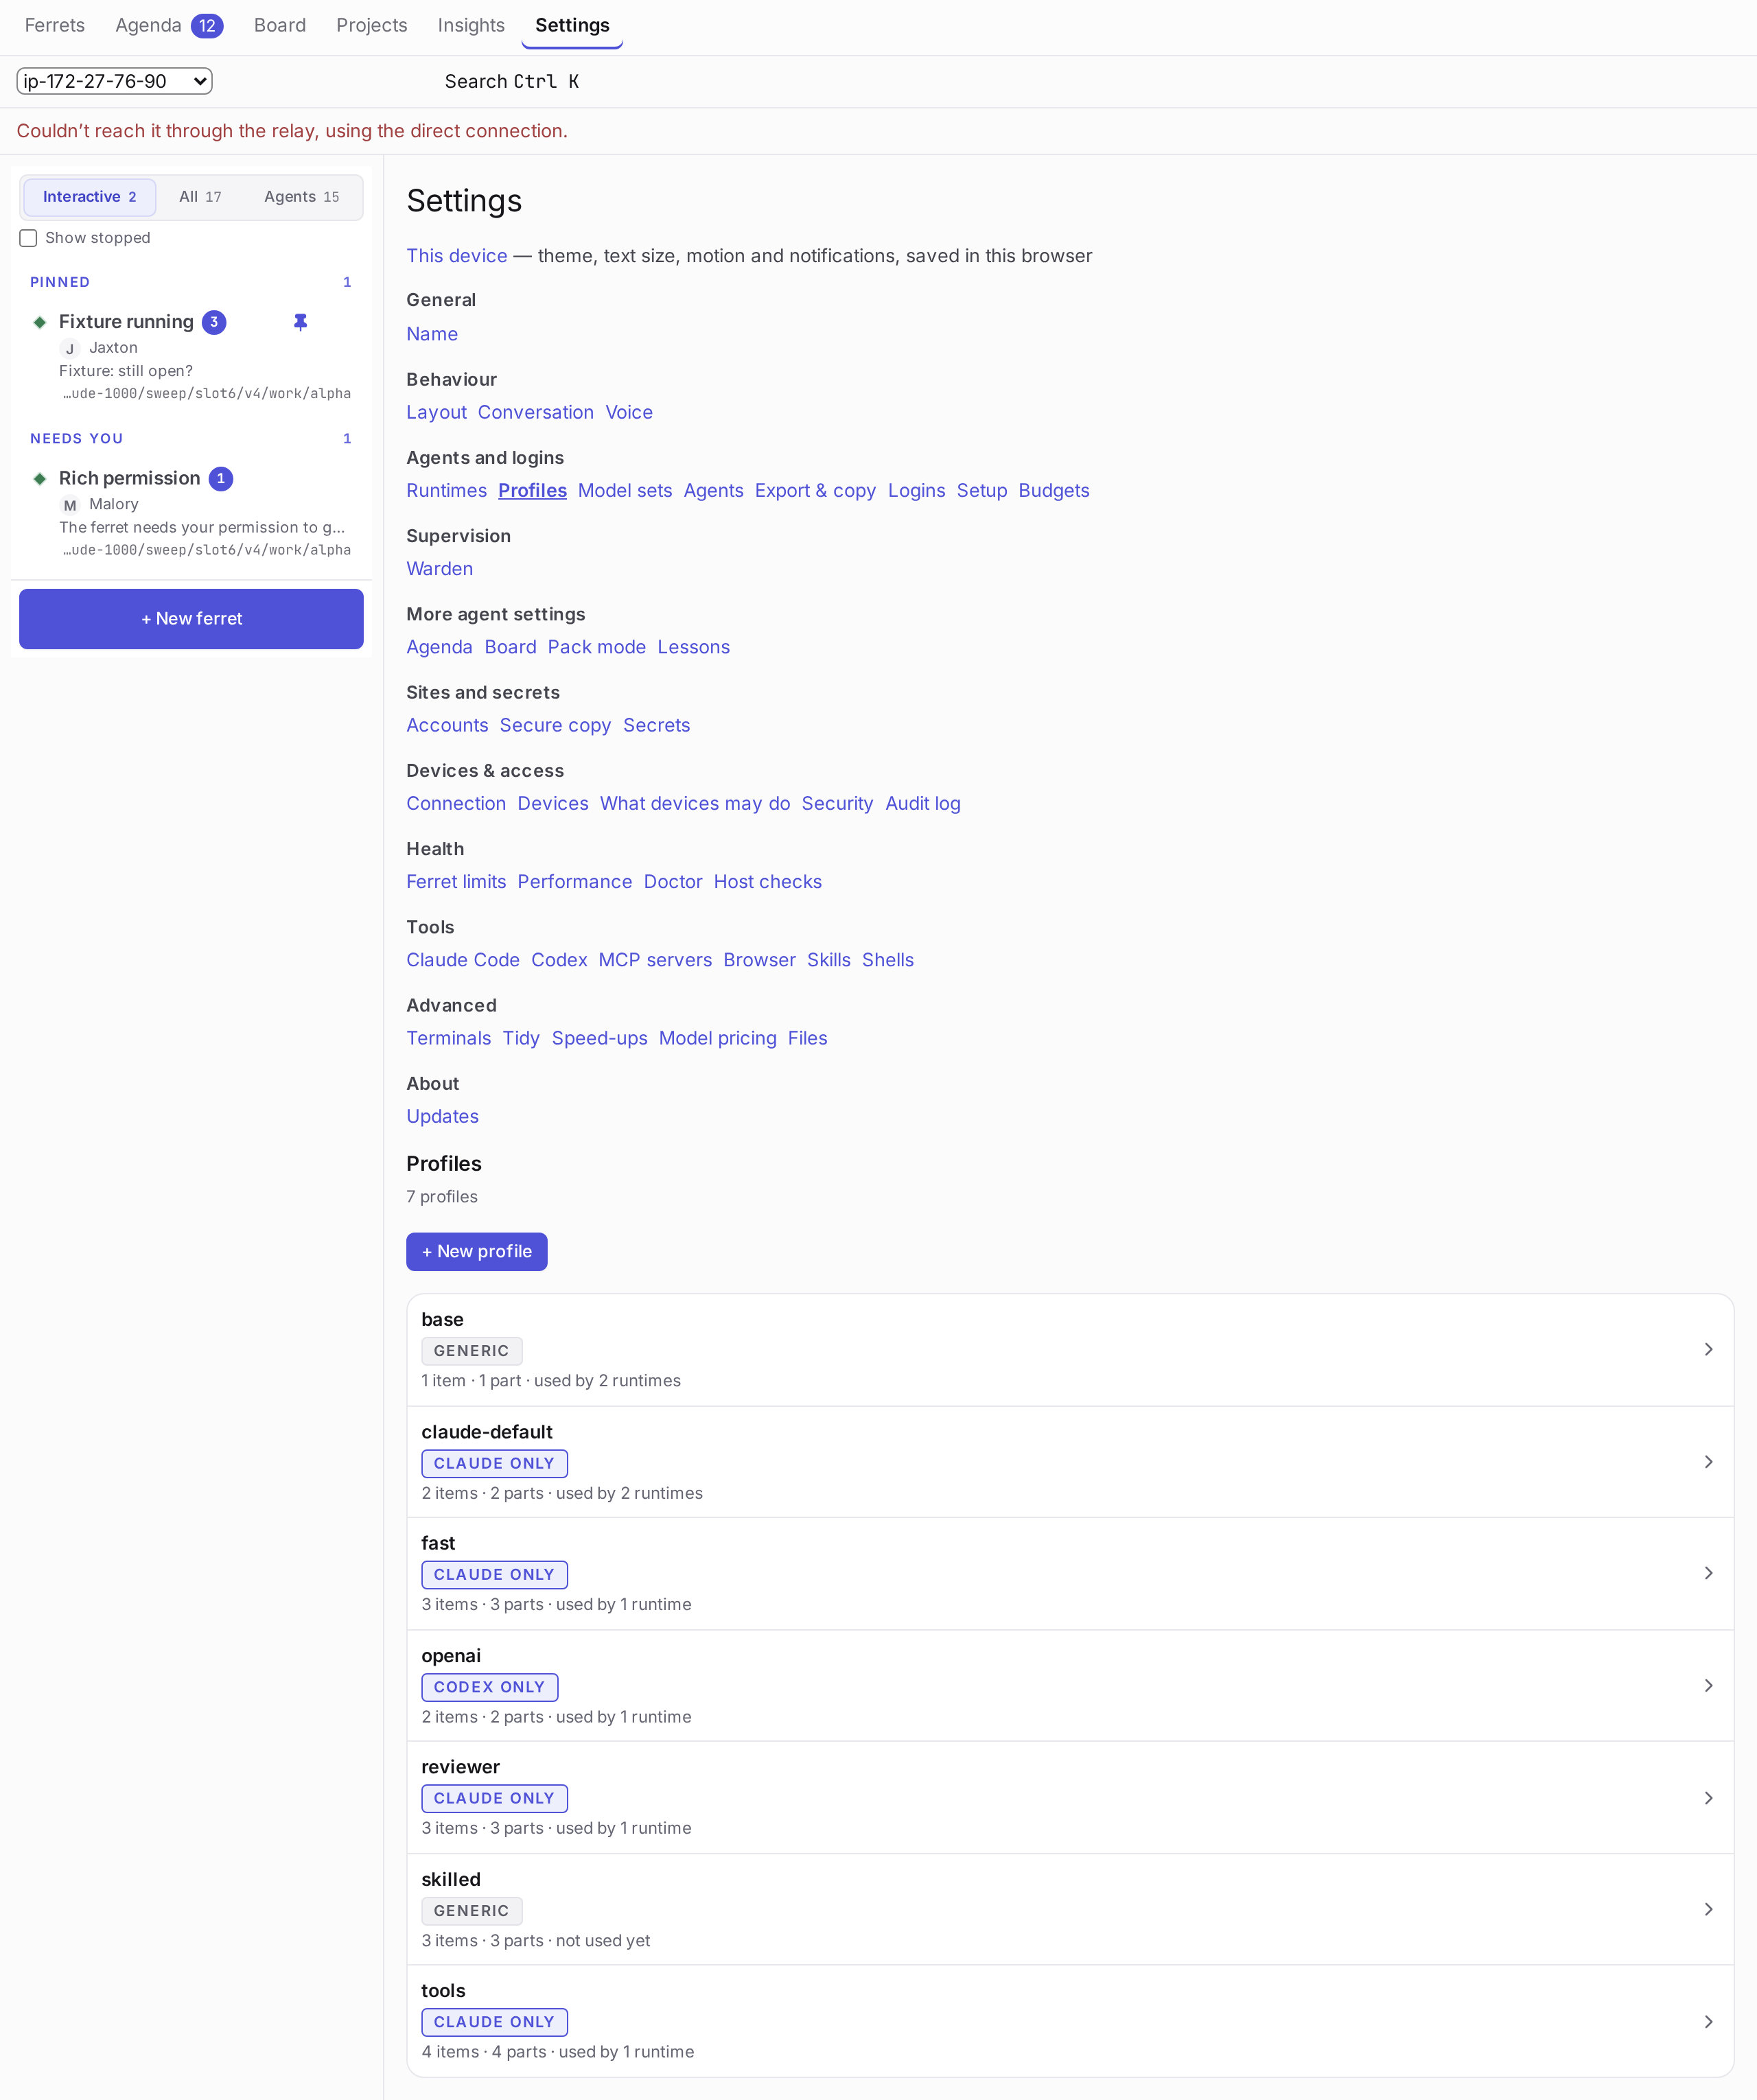 Ferrets Agenda 12 Board Projects Insights Settings
ip-172-27-76-90 Search Ctrl K
Couldn’t reach it through the relay, using the direct connection.
Interactive 2 All 17 Agents 15
Show stopped
PINNED 1
Fixture running 3
J Jaxton
Fixture: still open?
…ude-1000/sweep/slot6/v4/work/alpha
NEEDS YOU 1
Rich permission 1
M Malory
The ferret needs your permission to g…
…ude-1000/sweep/slot6/v4/work/alpha
+ New ferret
Settings
This device — theme, text size, motion and notifications, saved in this browser
General
Name
Behaviour
Layout Conversation Voice
Agents and logins
Runtimes Profiles Model sets Agents Export & copy Logins Setup Budgets
Supervision
Warden
More agent settings
Agenda Board Pack mode Lessons
Sites and secrets
Accounts Secure copy Secrets
Devices & access
Connection Devices What devices may do Security Audit log
Health
Ferret limits Performance Doctor Host checks
Tools
Claude Code Codex MCP servers Browser Skills Shells
Advanced
Terminals Tidy Speed-ups Model pricing Files
About
Updates
Profiles
7 profiles
+ New profile
base
GENERIC
1 item · 1 part · used by 2 runtimes
claude-default
CLAUDE ONLY
2 items · 2 parts · used by 2 runtimes
fast
CLAUDE ONLY
3 items · 3 parts · used by 1 runtime
openai
CODEX ONLY
2 items · 2 parts · used by 1 runtime
reviewer
CLAUDE ONLY
3 items · 3 parts · used by 1 runtime
skilled
GENERIC
3 items · 3 parts · not used yet
tools
CLAUDE ONLY
4 items · 4 parts · used by 1 runtime